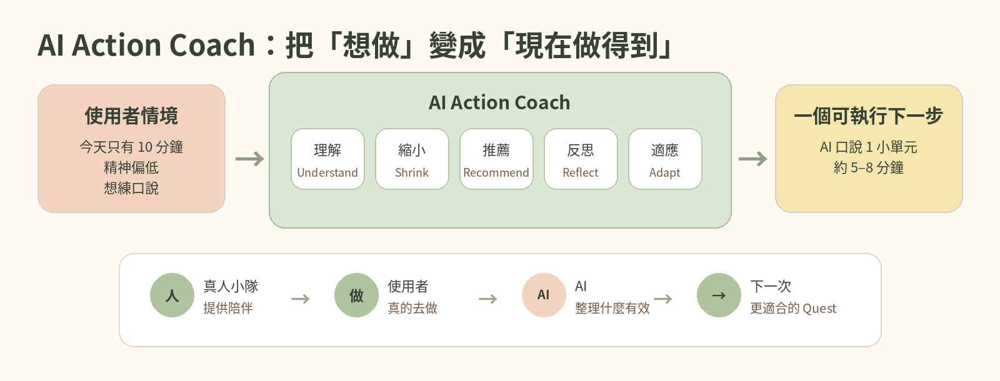 AI Action Coach：把「想做」變成「現在做得到」
使用者情境
今天只有 10 分鐘
精神偏低
想練口說
→
AI Action Coach
理解
Understand
縮小
Shrink
推薦
Recommend
反思
Reflect
適應
Adapt
→
一個可執行下一步
AI 口說 1 小單元
約 5–8 分鐘
人
真人小隊
提供陪伴
→
做
使用者
真的去做
→
AI
AI
整理什麼有效
→
→
下一次
更適合的 Quest